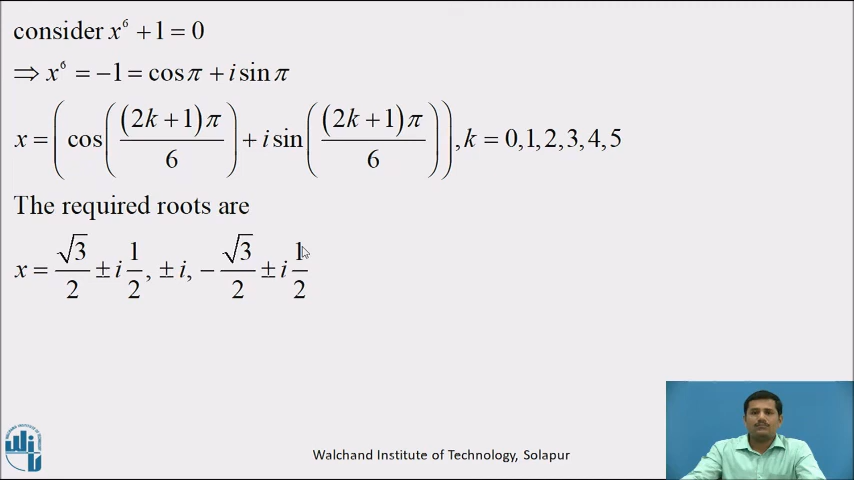 consider x⁶ + 1 = 0
⇒ x⁶ = −1 = cos π + i sin π
x = ( cos( (2k + 1)π / 6 ) + i sin( (2k + 1)π / 6 ) ), k = 0,1,2,3,4,5
The required roots are
x = √3/2 ± i 1/2, ± i, − √3/2 ± i 1/2
Walchand Institute of Technology, Solapur